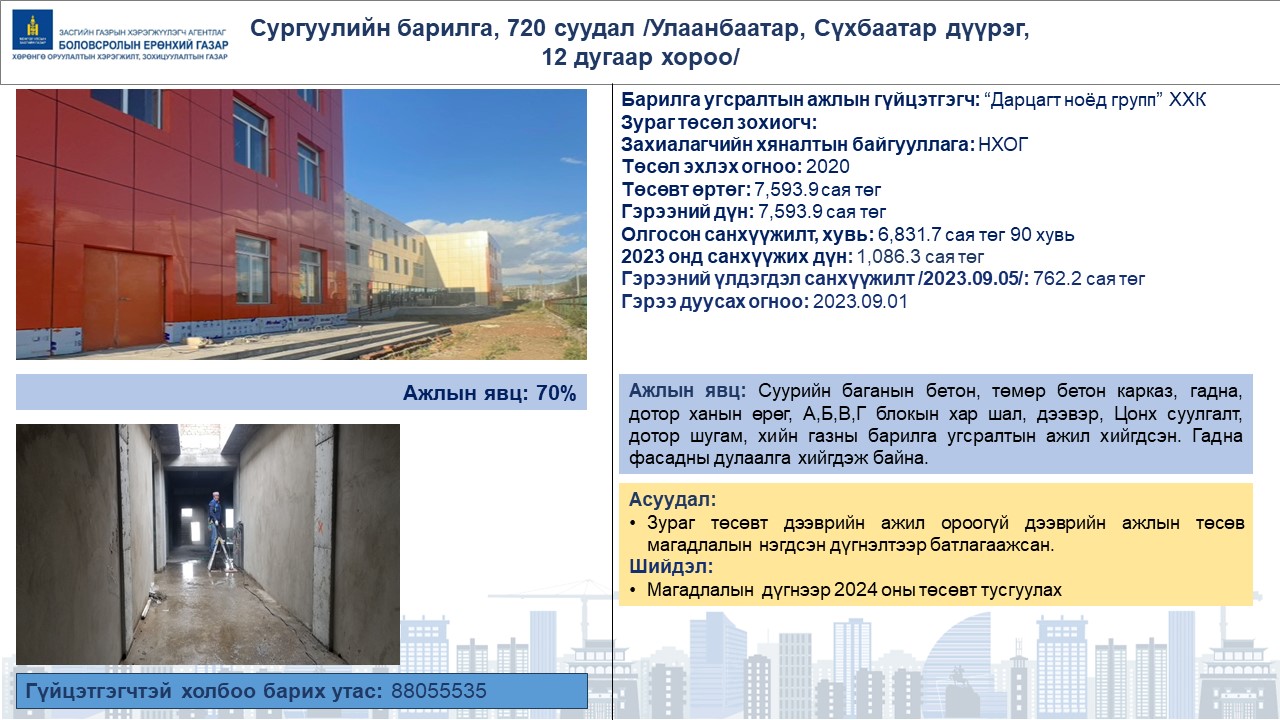 ЗАСГИЙН ГАЗРЫН ХЭРЭГЖҮҮЛЭГЧ АГЕНТЛАГ
БОЛОВСРОЛЫН ЕРӨНХИЙ ГАЗАР
ХӨРӨНГӨ ОРУУЛАЛТЫН ХЭРЭГЖИЛТ, ЗОХИЦУУЛАЛТЫН ГАЗАР
Сургуулийн барилга, 720 суудал /Улаанбаатар, Сүхбаатар дүүрэг,
12 дугаар хороо/
Барилга угсралтын ажлын гүйцэтгэгч: “Дарцагт ноёд групп” ХХК
Зураг төсөл зохиогч:
Захиалагчийн хяналтын байгууллага: НХОГ
Төсөл эхлэх огноо: 2020
Төсөвт өртөг: 7,593.9 сая төг
Гэрээний дүн: 7,593.9 сая төг
Олгосон санхүүжилт, хувь: 6,831.7 сая төг 90 хувь
2023 онд санхүүжих дүн: 1,086.3 сая төг
Гэрээний үлдэгдэл санхүүжилт /2023.09.05/: 762.2 сая төг
Гэрээ дуусах огноо: 2023.09.01
Ажлын явц: 70%
Ажлын явц: Суурийн баганын бетон, төмөр бетон карказ, гадна,
дотор ханын өрөг, А,Б,В,Г блокын хар шал, дээвэр, Цонх суулгалт,
дотор шугам, хийн газны барилга угсралтын ажил хийгдсэн. Гадна
фасадны дулаалга хийгдэж байна.
Асуудал:
• Зураг төсөвт дээврийн ажил ороогүй дээврийн ажлын төсөв
магадлалын нэгдсэн дүгнэлтээр батлагаажсан.
Шийдэл:
• Магадлалын дүгнээр 2024 оны төсөвт тусгуулах
Гүйцэтгэгчтэй холбоо барих утас: 88055535